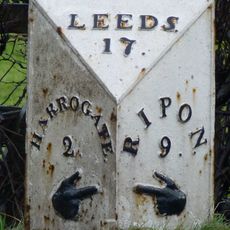 LEEDS
17.
HARROGATE
2.
RIPON
9.